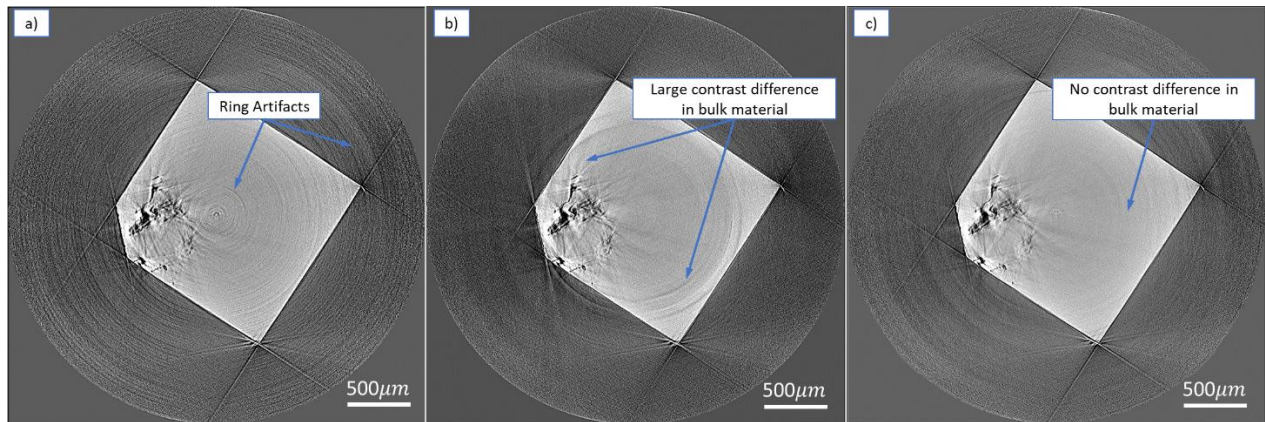 a)
Ring Artifacts
500μm
b)
Large contrast difference
in bulk material
500μm
c)
No contrast difference in
bulk material
500μm